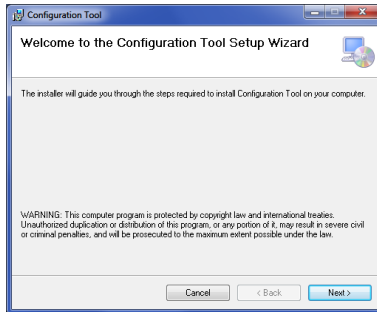 Configuration Tool
Welcome to the Configuration Tool Setup Wizard
The installer will guide you through the steps required to install Configuration Tool on your computer.
WARNING: This computer program is protected by copyright law and international treaties.
Unauthorized duplication or distribution of this program, or any portion of it, may result in severe civil
or criminal penalties, and will be prosecuted to the maximum extent possible under the law.
Cancel < Back Next >